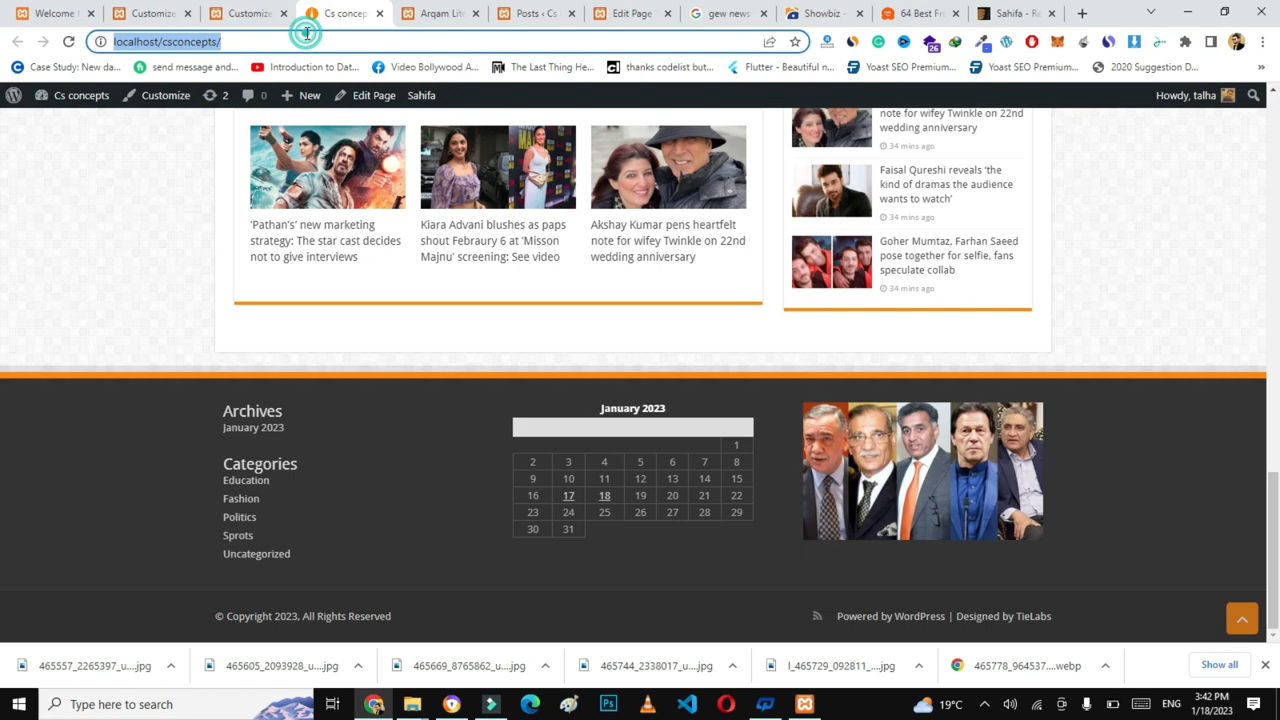 Welcome
Customize
Customize
Cs concep
Arqam Lite
Posts ‹ Cs
Edit Page
gew news
Showbiz -
64 Best Fre
Sahifa - Re
localhost/csconcepts/
26
Case Study: New da...
send message and...
Introduction to Dat...
Video Bollywood A...
The Last Thing He...
thanks codelist but...
Flutter - Beautiful n...
Yoast SEO Premium...
Yoast SEO Premium...
2020 Suggestion D...
Cs concepts
Customize
2
0
New
Edit Page
Sahifa
Howdy, talha
‘Pathan’s’ new marketing
strategy: The star cast decides
not to give interviews
Kiara Advani blushes as paps
shout Febraury 6 at ‘Misson
Majnu’ screening: See video
Akshay Kumar pens heartfelt
note for wifey Twinkle on 22nd
wedding anniversary
note for wifey Twinkle on 22nd
wedding anniversary
34 mins ago
Faisal Qureshi reveals ‘the
kind of dramas the audience
wants to watch’
34 mins ago
Goher Mumtaz, Farhan Saeed
pose together for selfie, fans
speculate collab
34 mins ago
Archives
January 2023
Categories
Education
Fashion
Politics
Sprots
Uncategorized
January 2023
1
2 3 4 5 6 7 8
9 10 11 12 13 14 15
16 17 18 19 20 21 22
23 24 25 26 27 28 29
30 31
© Copyright 2023, All Rights Reserved
Powered by WordPress | Designed by TieLabs
465557_2265397_u....jpg
465605_2093928_u....jpg
465669_8765862_u....jpg
465744_2338017_u....jpg
l_465729_092811_....jpg
465778_964537....webp
Show all
Type here to search
Ps
19°C
ENG
3:42 PM
1/18/2023